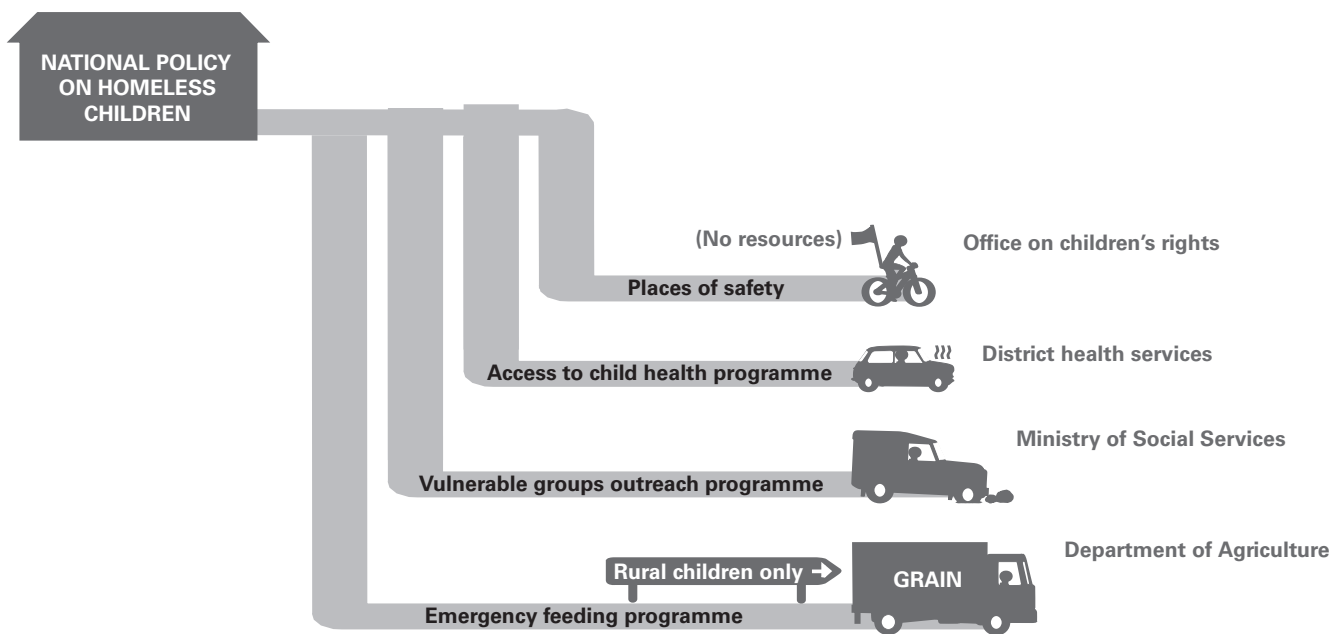 NATIONAL POLICY
ON HOMELESS
CHILDREN
(No resources)
Office on children's rights
Places of safety
District health services
Access to child health programme
Ministry of Social Services
Vulnerable groups outreach programme
Department of Agriculture
Rural children only
GRAIN
Emergency feeding programme